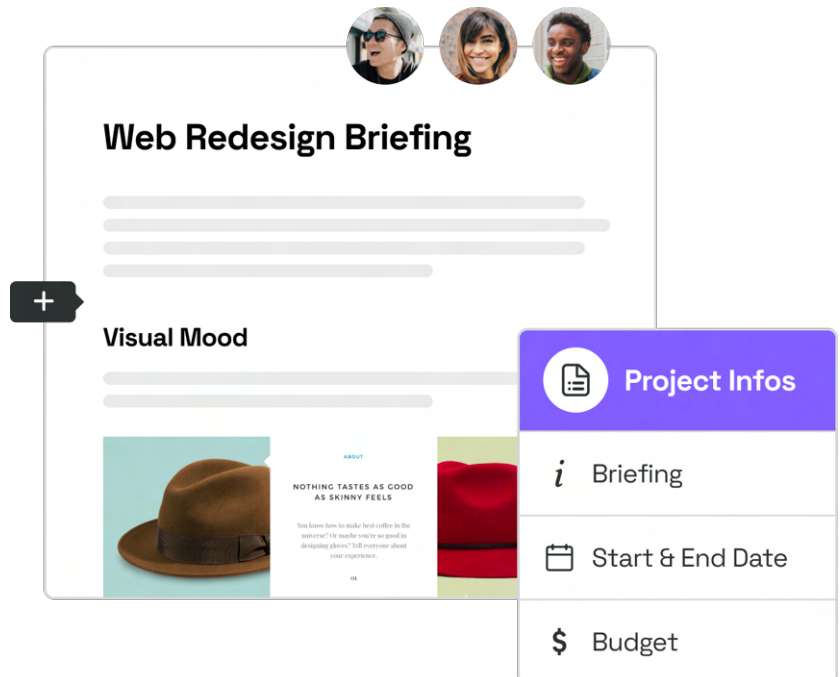 Web Redesign Briefing
Visual Mood
ABOUT
NOTHING TASTES AS GOOD
AS SKINNY FEELS
You know how to make best coffee in the
universe? Or maybe you're so good in
designing gloves? Tell everyone about
your experience.
01
Project Infos
Briefing
Start & End Date
Budget